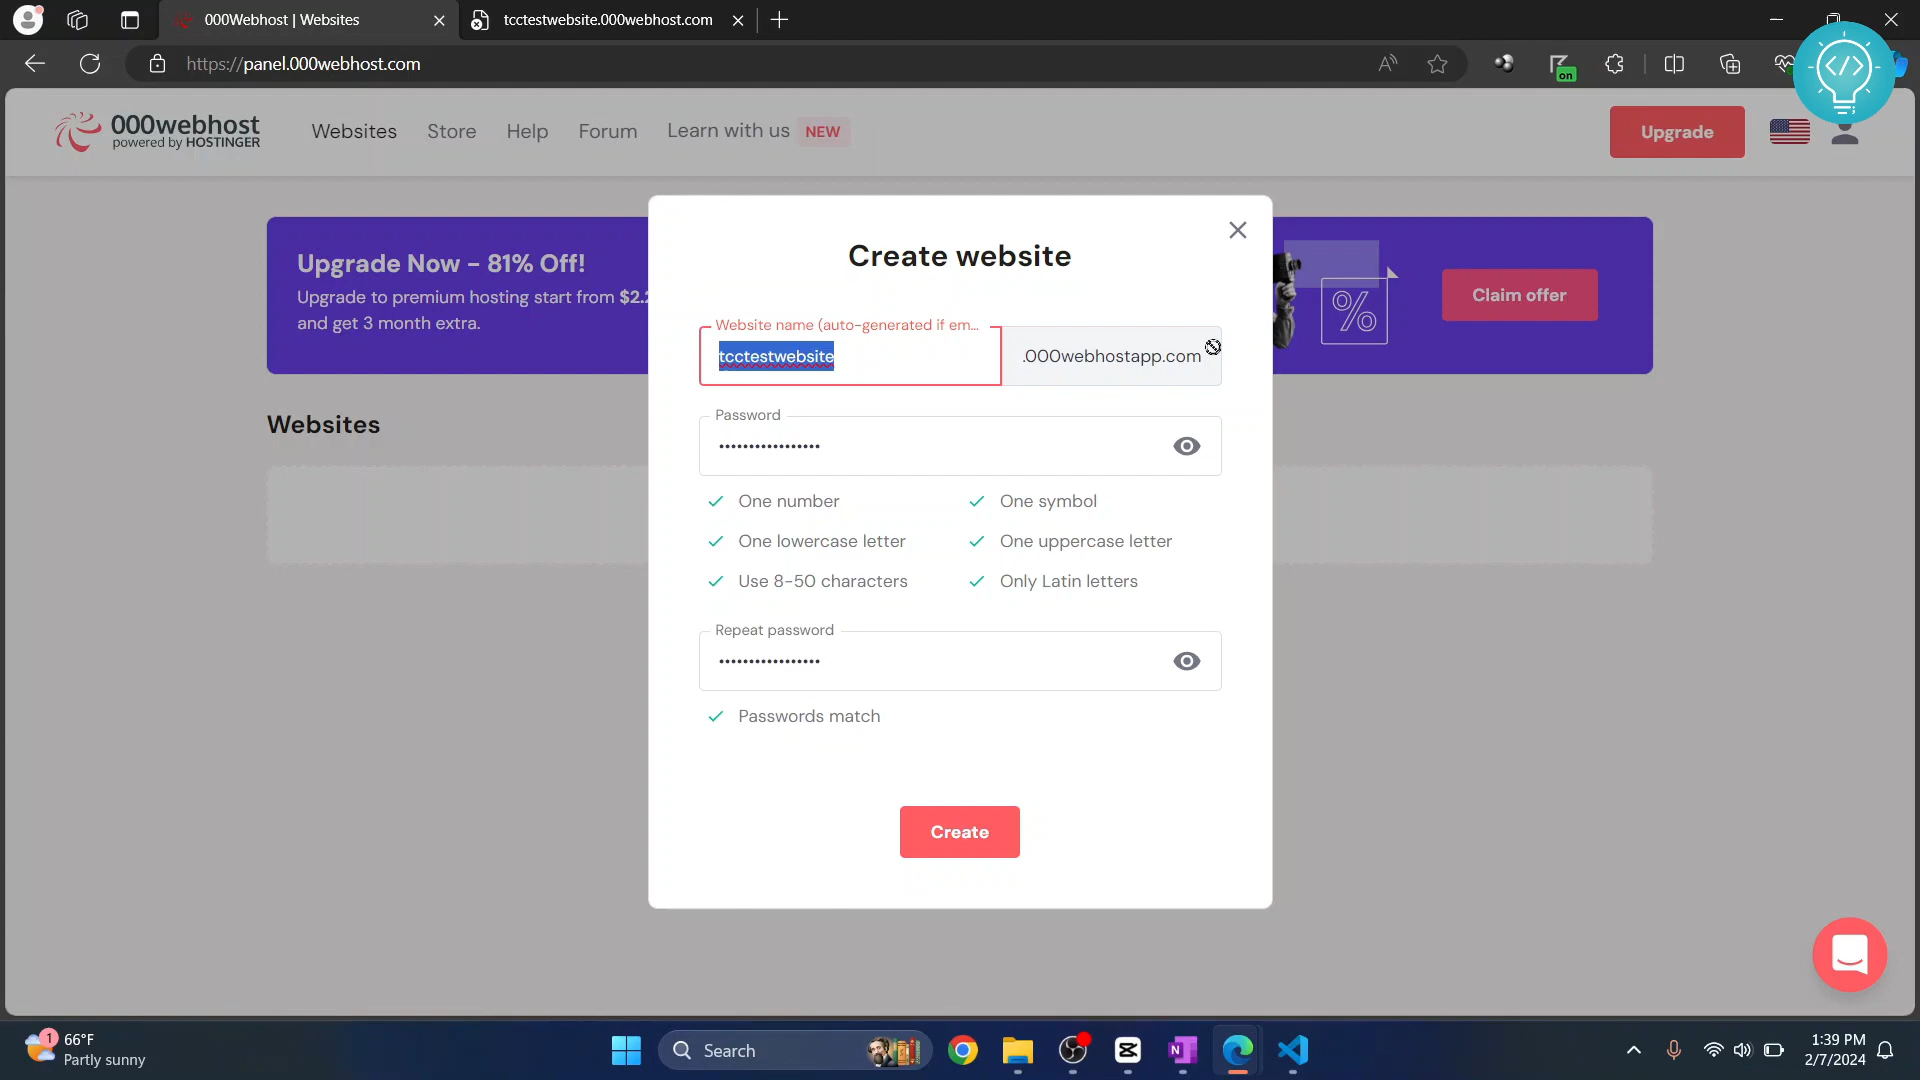 000Webhost | Websites
tcctestwebsite.000webhost.com
https://panel.000webhost.com
on
000webhost
powered by HOSTINGER
Websites
Store
Help
Forum
Learn with us NEW
Upgrade
Upgrade Now - 81% Off!
Upgrade to premium hosting start from
and get 3 month extra.
%
Claim offer
Websites
Create website
Website name (auto-generated if em...
tcctestwebsite
.000webhostapp.com
Password
•••••••••••••••••
One number
One symbol
One lowercase letter
One uppercase letter
Use 8-50 characters
Only Latin letters
Repeat password
•••••••••••••••••
Passwords match
Create
1
66°F
Partly sunny
Search
N
1:39 PM
2/7/2024